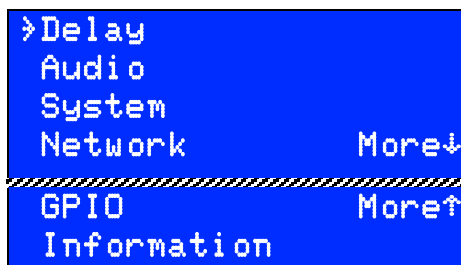 →Delay
Audio
System
Network More↓
GPIO More↑
Information